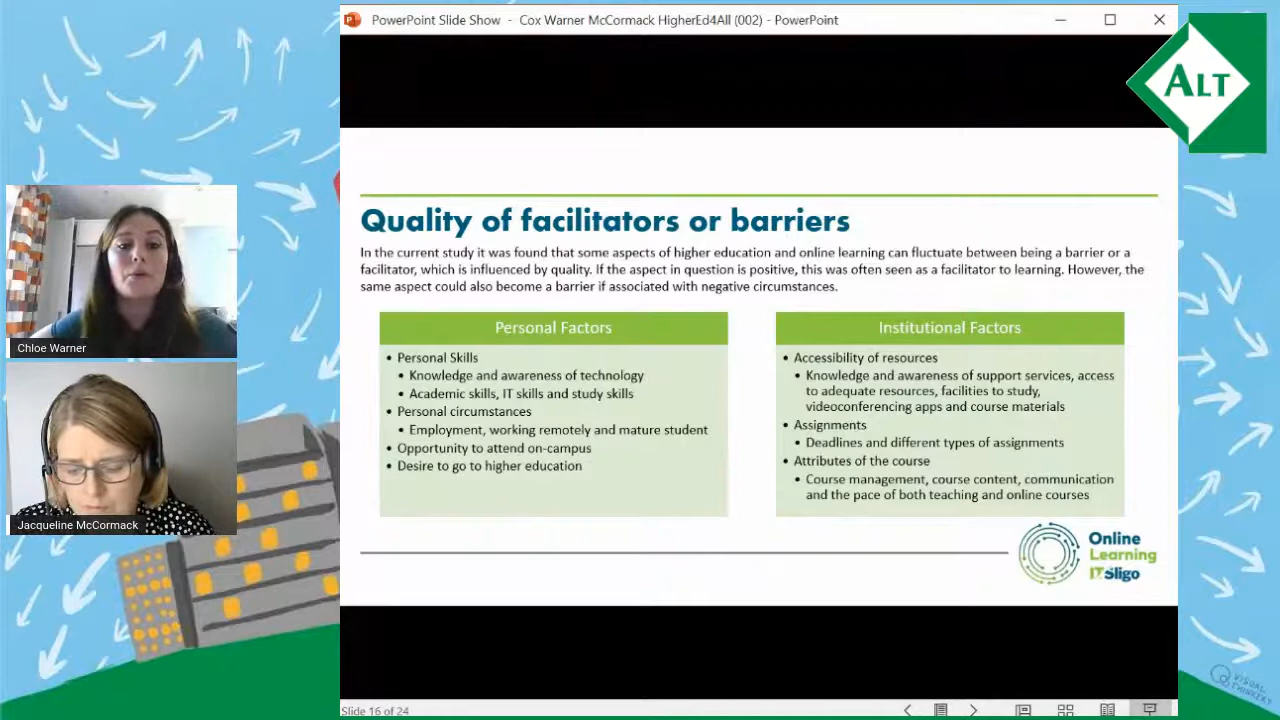 PowerPoint Slide Show - Cox Warner McCormack HigherEd4All (002) - PowerPoint
ALT
Quality of facilitators or barriers
In the current study it was found that some aspects of higher education and online learning can fluctuate between being a barrier or a
facilitator, which is influenced by quality. If the aspect in question is positive, this was often seen as a facilitator to learning. However, the
same aspect could also become a barrier if associated with negative circumstances.
Personal Factors
• Personal Skills
• Knowledge and awareness of technology
• Academic skills, IT skills and study skills
• Personal circumstances
• Employment, working remotely and mature student
• Opportunity to attend on-campus
• Desire to go to higher education
Institutional Factors
• Accessibility of resources
• Knowledge and awareness of support services, access
to adequate resources, facilities to study,
videoconferencing apps and course materials
• Assignments
• Deadlines and different types of assignments
• Attributes of the course
• Course management, course content, communication
and the pace of both teaching and online courses
Online
Learning
IT Sligo
Chloe Warner
Jacqueline McCormack
Slide 16 of 24
VISUAL
THINKERY